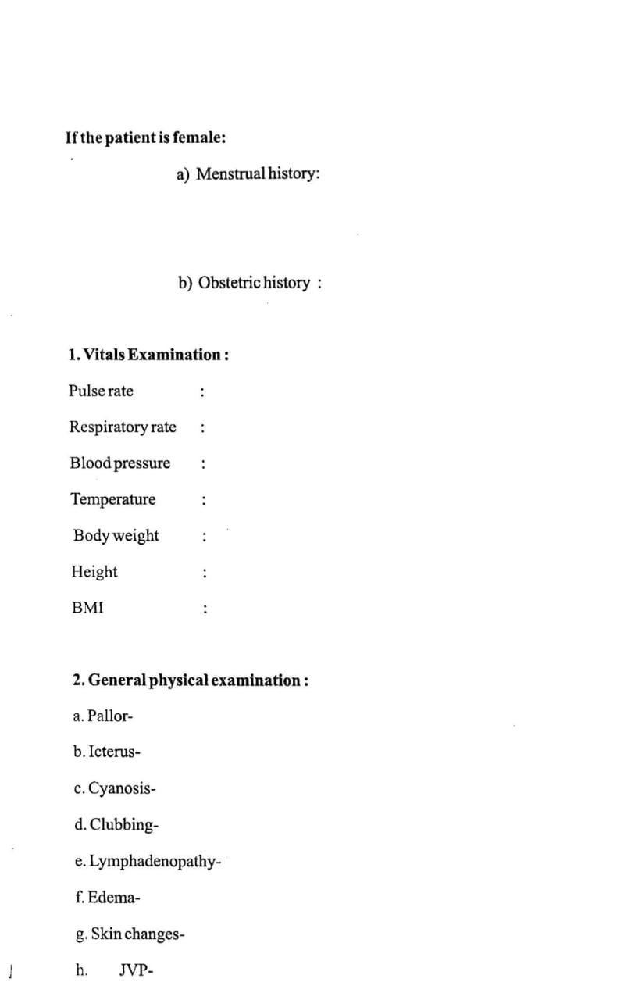 If the patient is female:
a) Menstrual history:
b) Obstetric history :
1. Vitals Examination :
Pulse rate :
Respiratory rate :
Blood pressure :
Temperature :
Body weight :
Height :
BMI :
2. General physical examination :
a. Pallor-
b. Icterus-
c. Cyanosis-
d. Clubbing-
e. Lymphadenopathy-
f. Edema-
g. Skin changes-
h. JVP-